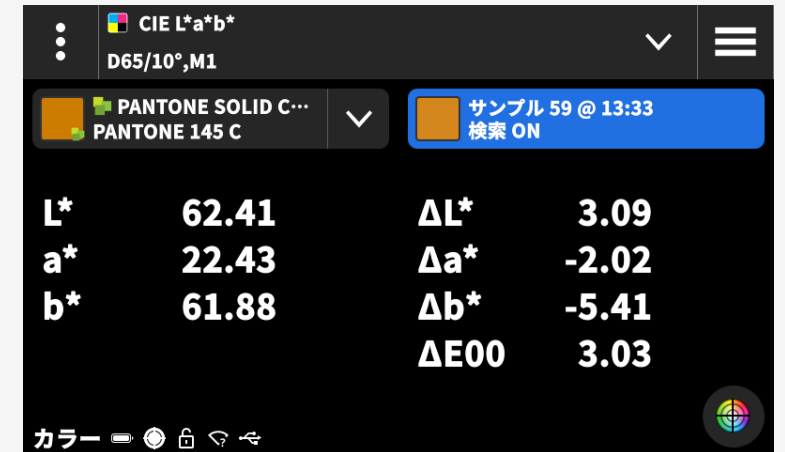 CIE L*a*b*
D65/10°,M1
PANTONE SOLID C…
PANTONE 145 C
サンプル 59 @ 13:33
検索 ON
L* 62.41
a* 22.43
b* 61.88
ΔL* 3.09
Δa* -2.02
Δb* -5.41
ΔE00 3.03
カラー